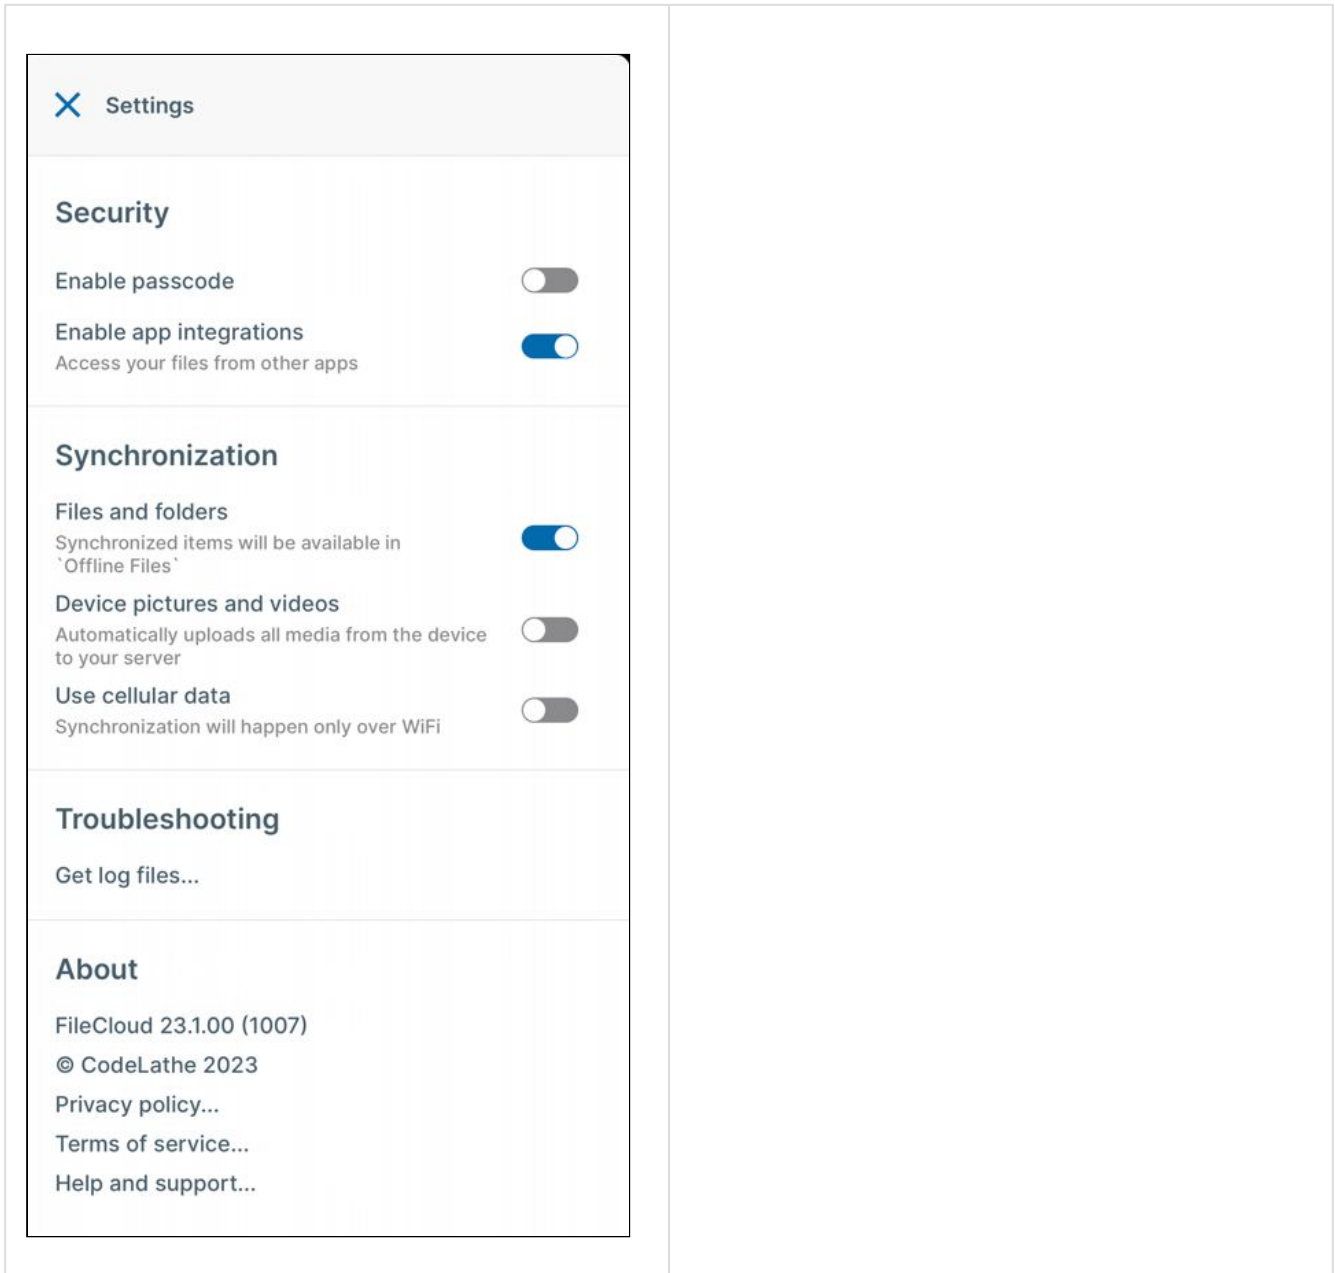 Settings
Security
Enable passcode
Enable app integrations
Access your files from other apps
Synchronization
Files and folders
Synchronized items will be available in
`Offline Files`
Device pictures and videos
Automatically uploads all media from the device
to your server
Use cellular data
Synchronization will happen only over WiFi
Troubleshooting
Get log files...
About
FileCloud 23.1.00 (1007)
© CodeLathe 2023
Privacy policy...
Terms of service...
Help and support...